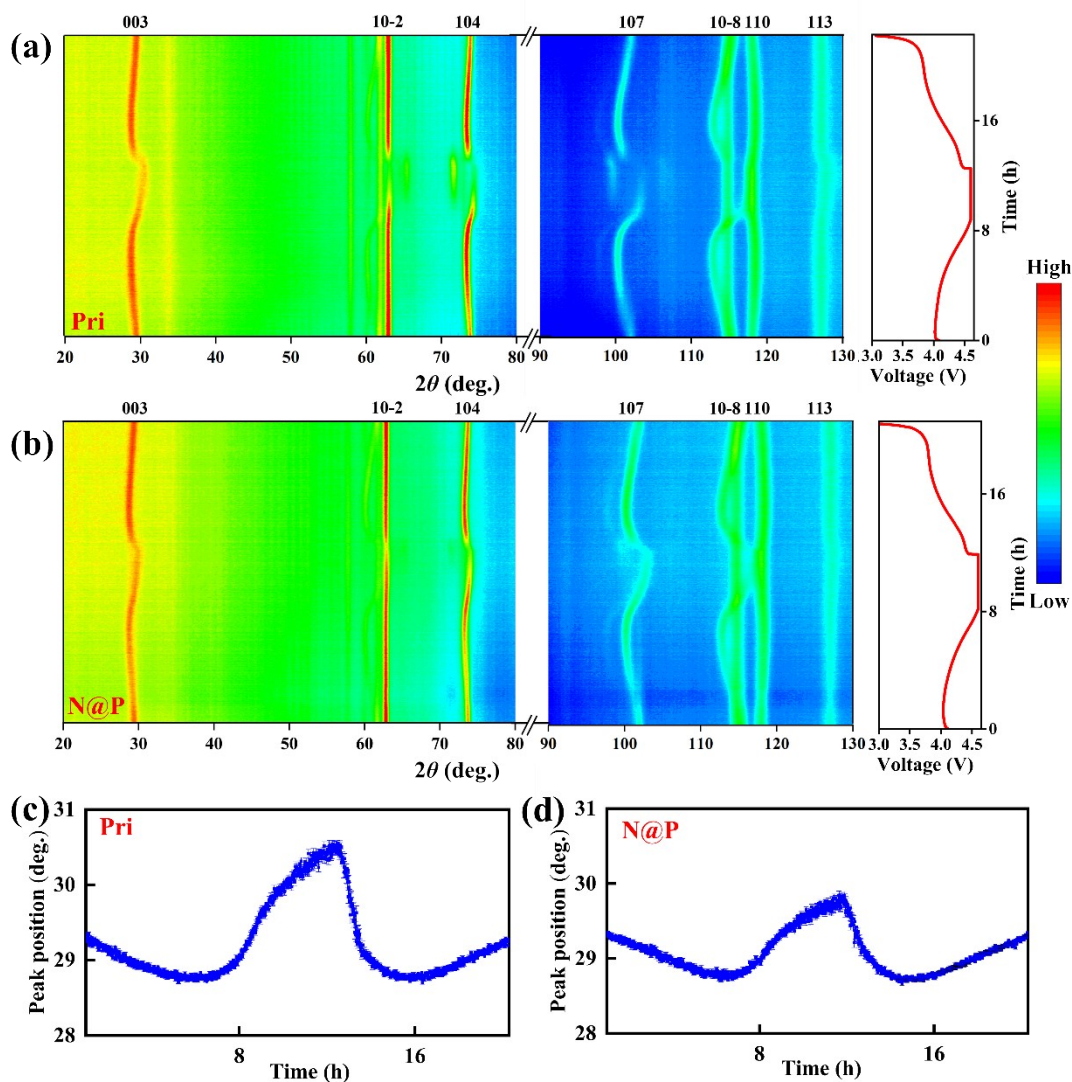 (a)
003 10-2 104 107 10-8 110 113
Pri
16
8
0
Time (h)
20 30 40 50 60 70 80 90 100 110 120 130
2θ (deg.)
3.0 3.5 4.0 4.5
Voltage (V)
High
Low
(b)
003 10-2 104 107 10-8 110 113
N@P
16
8
0
Time (h)
20 30 40 50 60 70 80 90 100 110 120 130
2θ (deg.)
3.0 3.5 4.0 4.5
Voltage (V)
(c)
Pri
31
30
29
28
Peak position (deg.)
8 16
Time (h)
(d)
N@P
31
30
29
28
Peak position (deg.)
8 16
Time (h)